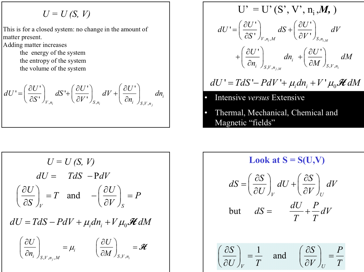 U = U (S, V)
This is for a closed system: no change in the amount of
matter present.
Adding matter increases
the energy of the system
the entropy of the system
the volume of the system
dU' = (∂U'/∂S')_{V,n_i} dS' + (∂U'/∂V')_{S,n_i} dV + (∂U'/∂n_i)_{S,V,n_j} dn_i
U' = U' (S', V', n_i, M, )
dU' = (∂U'/∂S')_{V,n_i,M} dS + (∂U'/∂V')_{S,n_i,M} dV
+ (∂U'/∂n_i)_{S,V,n_j,M} dn_i + (∂U'/∂M)_{S,V,n_i} dM
dU' = TdS' – PdV' + μ_i dn_i + V' μ_0 ℋ dM
• Intensive versus Extensive
• Thermal, Mechanical, Chemical and
Magnetic “fields”
U = U (S, V)
dU = TdS – PdV
(∂U/∂S)_V = T and –(∂U/∂V)_S = P
dU = TdS – PdV + μ_i dn_i + V μ_0 ℋ dM
(∂U/∂n_i)_{S,V,n_j,M} = μ_i (∂U/∂M)_{S,V,n_i} = ℋ
Look at S = S(U,V)
dS = (∂S/∂U)_V dU + (∂S/∂V)_U dV
but dS = dU/T + P/T dV
(∂S/∂U)_V = 1/T and (∂S/∂V)_U = P/T